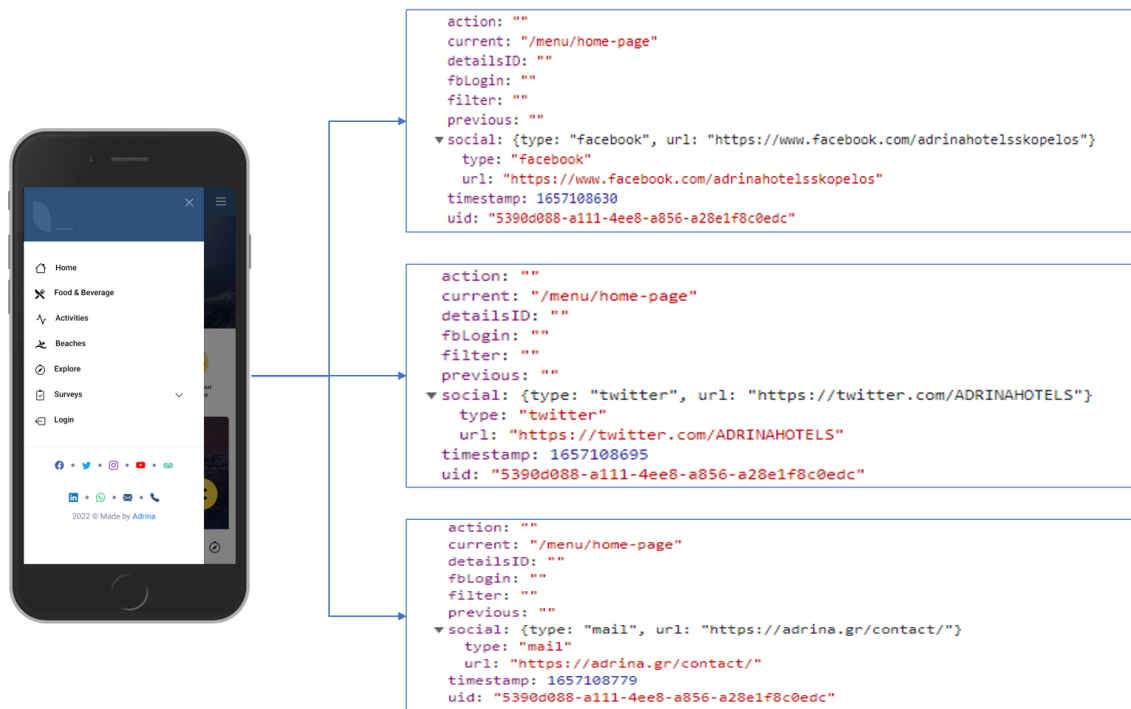 Home
Food & Beverage
Activities
Beaches
Explore
Surveys
Login
2022 © Made by Adrina
action: ""
current: "/menu/home-page"
detailsID: ""
fbLogin: ""
filter: ""
previous: ""
social: {type: "facebook", url: "https://www.facebook.com/adrinahotelsskopelos"}
type: "facebook"
url: "https://www.facebook.com/adrinahotelsskopelos"
timestamp: 1657108630
uid: "5390d088-a111-4ee8-a856-a28e1f8c0edc"
action: ""
current: "/menu/home-page"
detailsID: ""
fbLogin: ""
filter: ""
previous: ""
social: {type: "twitter", url: "https://twitter.com/ADRINAHOTELS"}
type: "twitter"
url: "https://twitter.com/ADRINAHOTELS"
timestamp: 1657108695
uid: "5390d088-a111-4ee8-a856-a28e1f8c0edc"
action: ""
current: "/menu/home-page"
detailsID: ""
fbLogin: ""
filter: ""
previous: ""
social: {type: "mail", url: "https://adrina.gr/contact/"}
type: "mail"
url: "https://adrina.gr/contact/"
timestamp: 1657108779
uid: "5390d088-a111-4ee8-a856-a28e1f8c0edc"